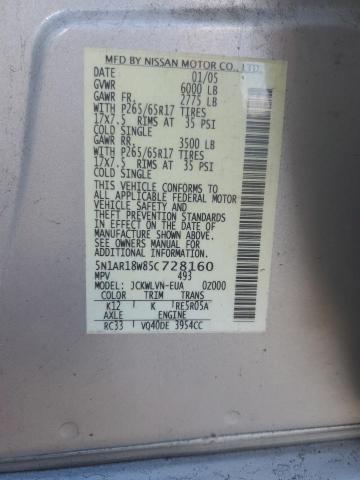 MFD BY NISSAN MOTOR CO., LTD.
DATE 01/05
GVWR 6000 LB
GAWR FR. 2775 LB
WITH P265/65R17 TIRES
17X7.5 RIMS AT 35 PSI
COLD SINGLE
GAWR RR. 3500 LB
WITH P265/65R17 TIRES
17X7.5 RIMS AT 35 PSI
COLD SINGLE
THIS VEHICLE CONFORMS TO
ALL APPLICABLE FEDERAL MOTOR
VEHICLE SAFETY STANDARDS
IN EFFECT ON THE DATE OF
MANUFACTURE SHOWN ABOVE.
SEE OWNERS MANUAL FOR
ADDITIONAL INFORMATION
5N1AR18W85C728160
MPV 493
MODEL: JCKWLVN-EUA 0Z000
COLOR TRIM TRANS
K12 K RE5R05A
AXLE ENGINE
RC33 VQ40DE 3954CC